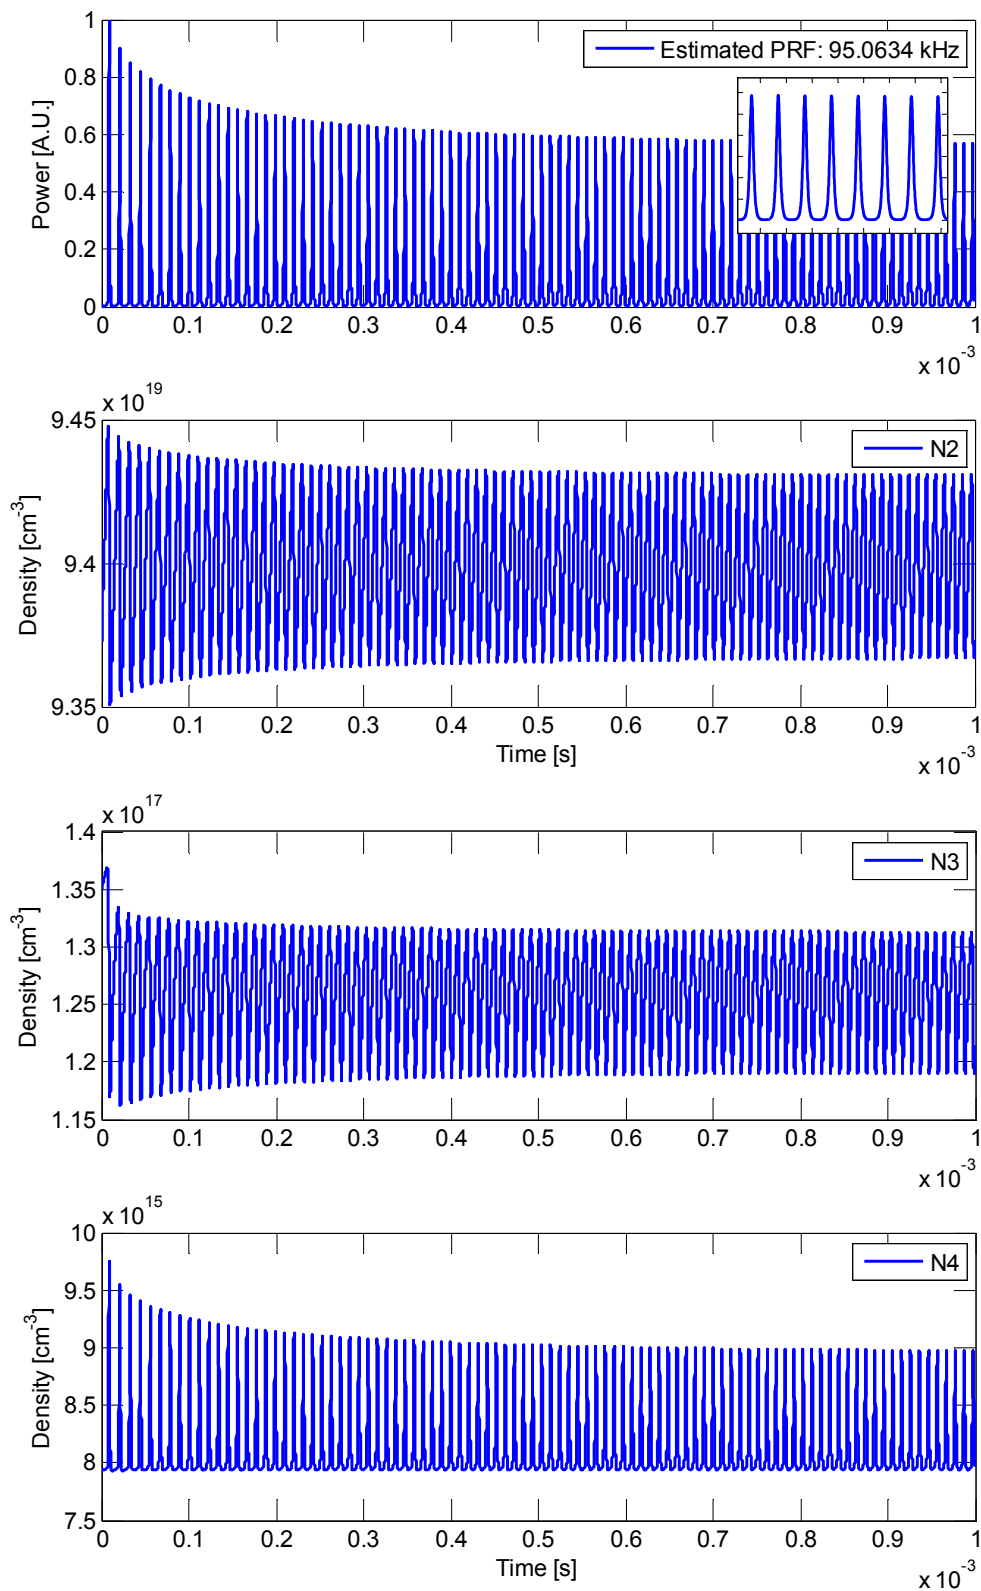 1
Estimated PRF: 95.0634 kHz
0.8
0.6
Power [A.U.]
0.4
0.2
0
0 0.1 0.2 0.3 0.4 0.5 0.6 0.7 0.8 0.9 1
x 10-3
x 1019
9.45
N2
Density [cm-3]
9.4
9.35
0 0.1 0.2 0.3 0.4 0.5 0.6 0.7 0.8 0.9 1
Time [s]
x 10-3
x 1017
1.4
N3
1.35
1.3
Density [cm-3]
1.25
1.2
1.15
0 0.1 0.2 0.3 0.4 0.5 0.6 0.7 0.8 0.9 1
x 10-3
x 1015
10
N4
9.5
9
Density [cm-3]
8.5
8
7.5
0 0.1 0.2 0.3 0.4 0.5 0.6 0.7 0.8 0.9 1
Time [s]
x 10-3